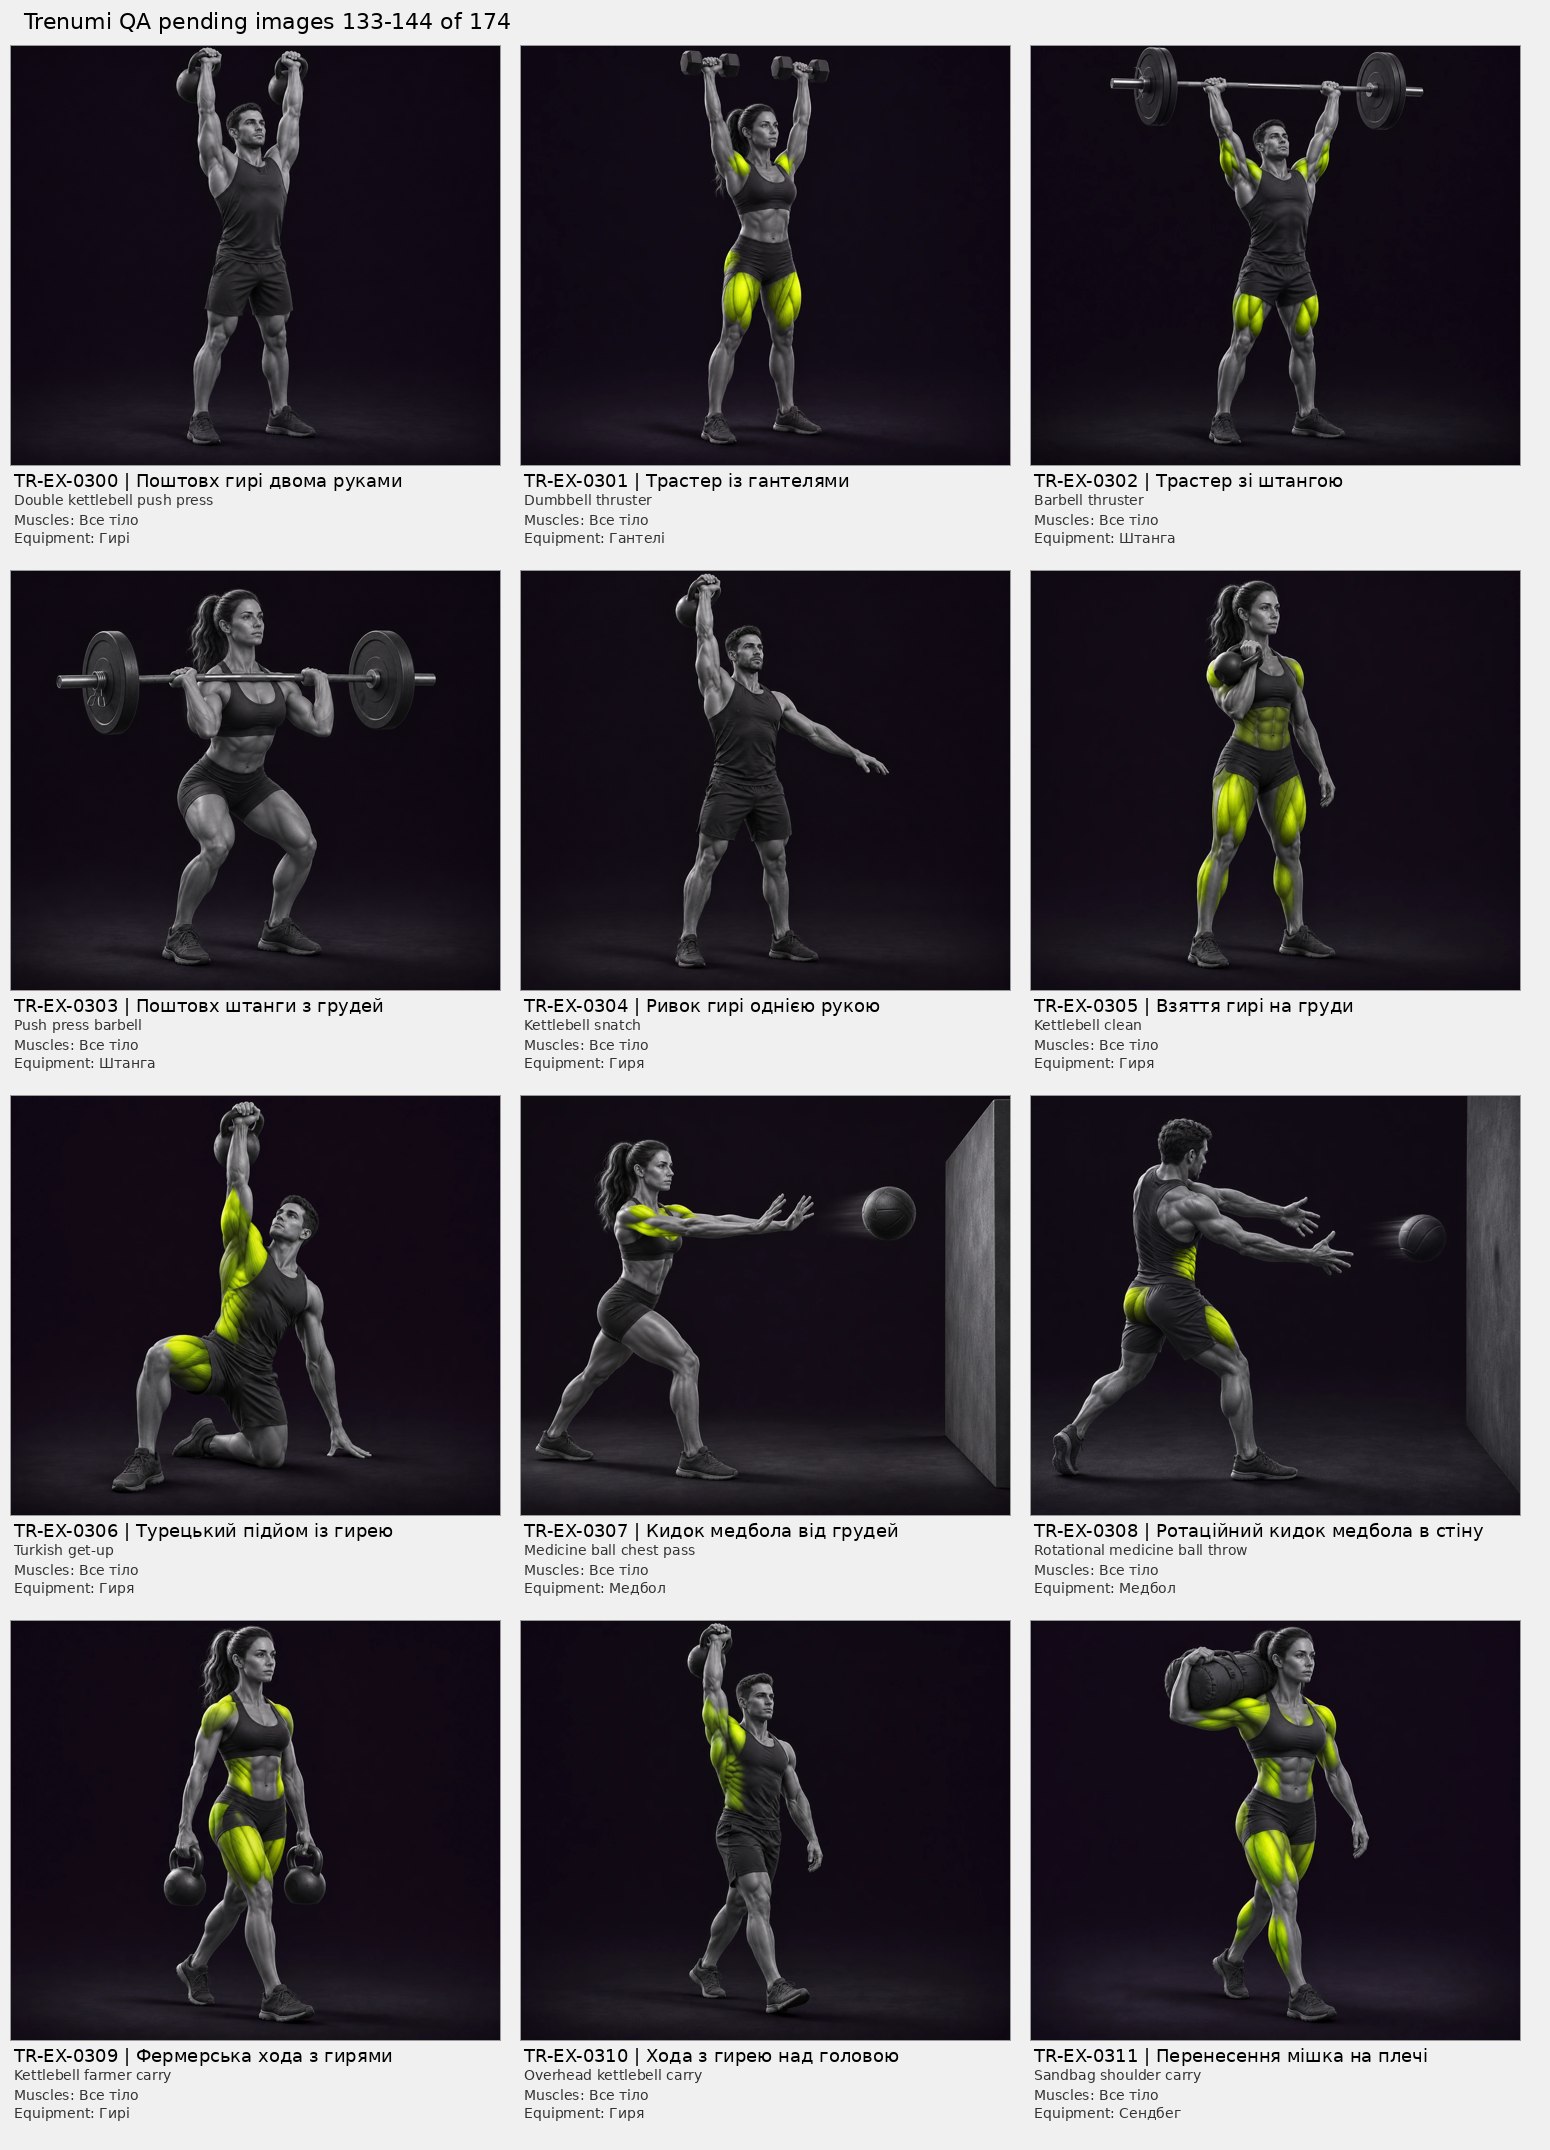 Trenumi QA pending images 133-144 of 174
TR-EX-0300 | Поштовх гирі двома руками
Double kettlebell push press
Muscles: Все тіло
Equipment: Гирі
TR-EX-0301 | Трастер із гантелями
Dumbbell thruster
Muscles: Все тіло
Equipment: Гантелі
TR-EX-0302 | Трастер зі штангою
Barbell thruster
Muscles: Все тіло
Equipment: Штанга
TR-EX-0303 | Поштовх штанги з грудей
Push press barbell
Muscles: Все тіло
Equipment: Штанга
TR-EX-0304 | Ривок гирі однією рукою
Kettlebell snatch
Muscles: Все тіло
Equipment: Гиря
TR-EX-0305 | Взяття гирі на груди
Kettlebell clean
Muscles: Все тіло
Equipment: Гиря
TR-EX-0306 | Турецький підйом із гирею
Turkish get-up
Muscles: Все тіло
Equipment: Гиря
TR-EX-0307 | Кидок медбола від грудей
Medicine ball chest pass
Muscles: Все тіло
Equipment: Медбол
TR-EX-0308 | Ротаційний кидок медбола в стіну
Rotational medicine ball throw
Muscles: Все тіло
Equipment: Медбол
TR-EX-0309 | Фермерська хода з гирями
Kettlebell farmer carry
Muscles: Все тіло
Equipment: Гирі
TR-EX-0310 | Хода з гирею над головою
Overhead kettlebell carry
Muscles: Все тіло
Equipment: Гиря
TR-EX-0311 | Перенесення мішка на плечі
Sandbag shoulder carry
Muscles: Все тіло
Equipment: Сендбег